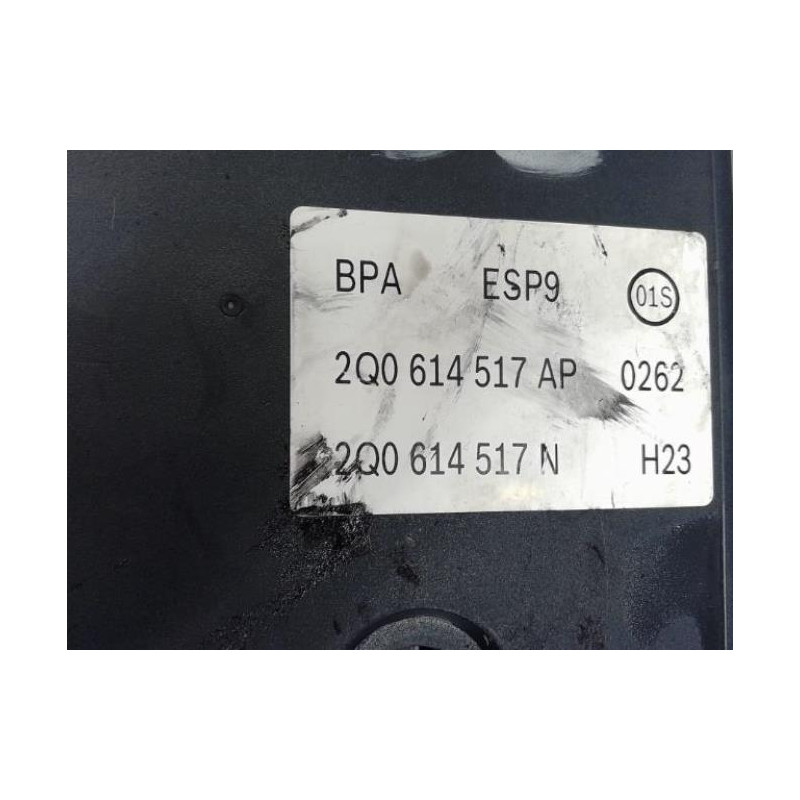 BPA ESP9 01S
2Q0 614 517 AP 0262
2Q0 614 517 N H23